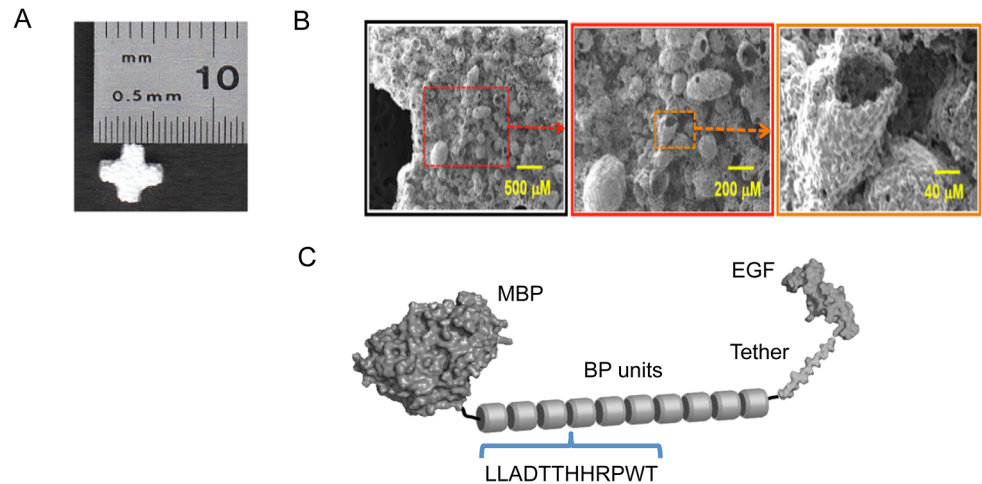 A
mm
10
0.5mm
B
500 µM
200 µM
40 µM
C
MBP
EGF
Tether
BP units
LLADTTHHRPWT